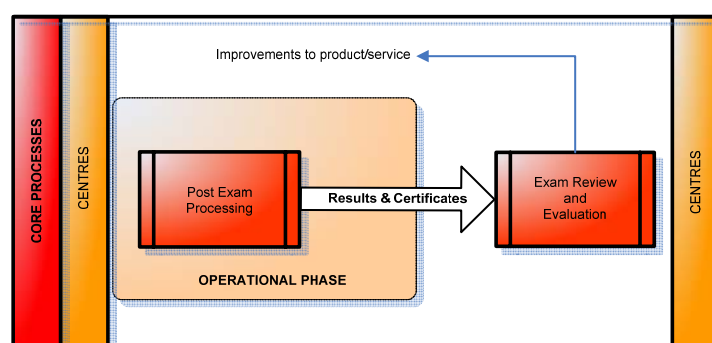 Improvements to product/service
CORE PROCESSES
CENTRES
Post Exam
Processing
Results & Certificates
Exam Review
and
Evaluation
CENTRES
OPERATIONAL PHASE